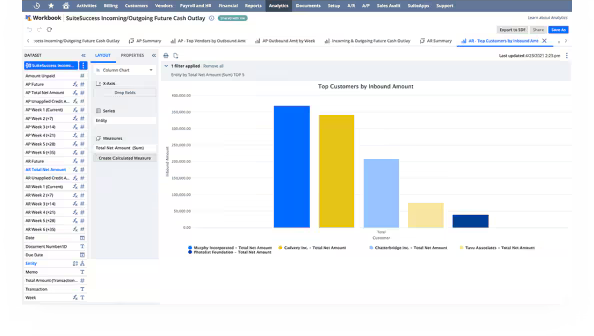 Activities Billing Customers Vendors Payroll and HR Financial Reports Analytics Documents Setup A/R A/P Sales Audit SuiteApps Support
Workbook SuiteSuccess Incoming/Outgoing Future Cash Outlay
Learn about Analytics
Export to SDF Share Save As
Incoming/Outgoing Future Cash Outlay AP Summary AP - Top Vendors by Outbound Amt AP Outbound Amt by Week Incoming & Outgoing Future Cash Outlay AR Summary AR - Top Customers by Inbound Amt
DATASET LAYOUT PROPERTIES
Last updated 4/29/2021 2:23 PM
SuiteSuccess Incomi...
Column Chart
1 filter applied Remove all
Entity by Total Net Amount (Sum) TOP 5
Amount Unpaid
AP Future
AP Total Net Amount
AP Unapplied Credit A...
AP Week 1 (Current)
AP Week 2 (+7)
AP Week 3 (+14)
AP Week 4 (+21)
AP Week 5 (+28)
AP Week 6 (+35)
AR Future
AR Total Net Amount
AR Unapplied Credit A...
AR Week 1 (Current)
AR Week 2 (+7)
AR Week 3 (+14)
AR Week 4 (+21)
AR Week 5 (+28)
AR Week 6 (+35)
Date
Document Number/ID
Due Date
Entity
Memo
Total Amount (Transaction...
Transaction
Week
X-Axis
Drop fields
Series
Entity
Measures
Total Net Amount (Sum)
Create Calculated Measure
Top Customers by Inbound Amount
400,000.00
350,000.00
300,000.00
250,000.00
200,000.00
150,000.00
100,000.00
50,000.00
0.00
Inbound Amount
Total
Customer
Murphy Incorporated - Total Net Amount Cadivery Inc. - Total Net Amount Chatterbridge Inc. - Total Net Amount Associates - Total Net Amount
Foundation - Total Net Amount